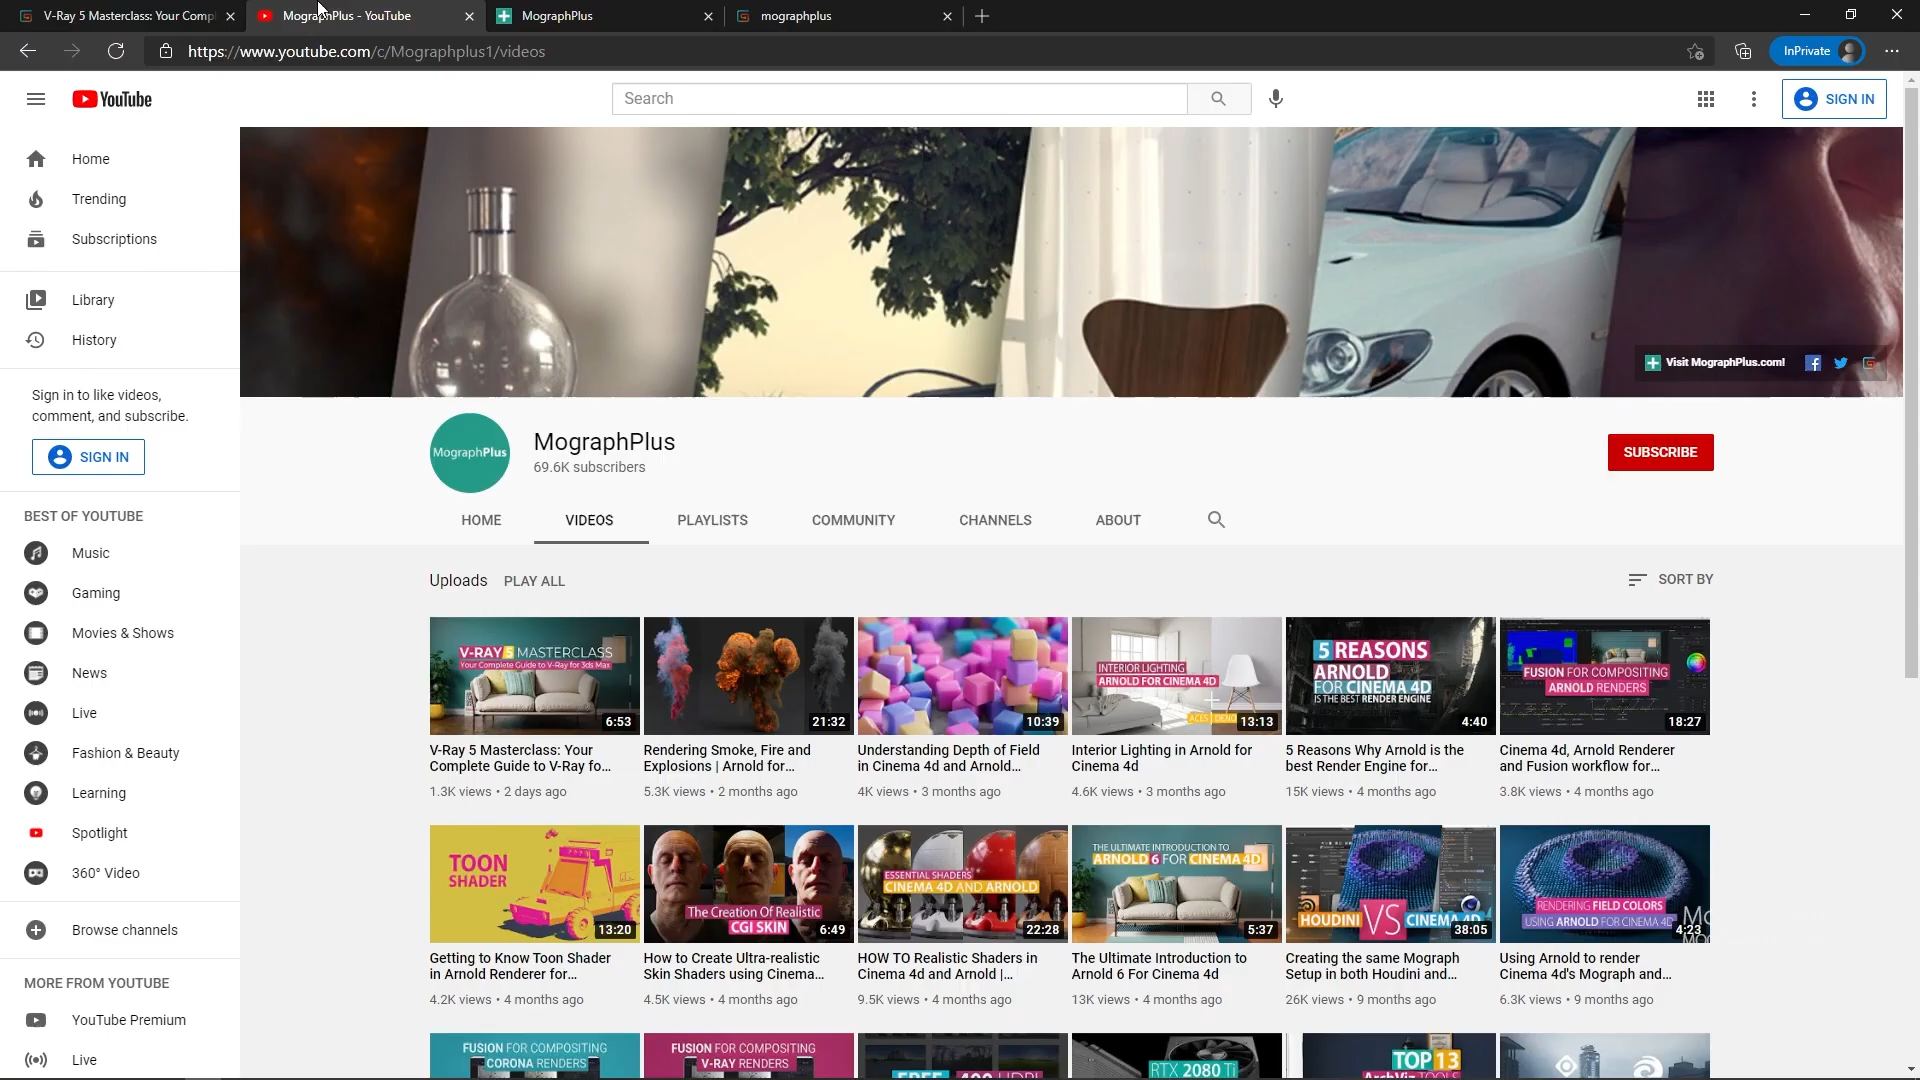 V-Ray 5 Masterclass: Your Compl
MographPlus - YouTube
MographPlus
mographplus
https://www.youtube.com/c/Mographplus1/videos
InPrivate
YouTube
Search
SIGN IN
Home
Trending
Subscriptions
Library
History
Sign in to like videos,
comment, and subscribe.
SIGN IN
BEST OF YOUTUBE
Music
Gaming
Movies & Shows
News
Live
Fashion & Beauty
Learning
Spotlight
360° Video
Browse channels
MORE FROM YOUTUBE
YouTube Premium
Live
Visit MographPlus.com!
MographPlus
MographPlus
69.6K subscribers
SUBSCRIBE
HOME
VIDEOS
PLAYLISTS
COMMUNITY
CHANNELS
ABOUT
Uploads PLAY ALL
SORT BY
V-RAY 5 MASTERCLASS
Your Complete Guide to V-Ray for 3ds Max
6:53
V-Ray 5 Masterclass: Your
Complete Guide to V-Ray fo...
1.3K views • 2 days ago
21:32
Rendering Smoke, Fire and
Explosions | Arnold for...
5.3K views • 2 months ago
10:39
Understanding Depth of Field
in Cinema 4d and Arnold...
4K views • 3 months ago
INTERIOR LIGHTING
ARNOLD FOR CINEMA 4D
13:13
Interior Lighting in Arnold for
Cinema 4d
4.6K views • 3 months ago
5 REASONS
ARNOLD
FOR CINEMA 4D
IS THE BEST RENDER ENGINE
4:40
5 Reasons Why Arnold is the
best Render Engine for...
15K views • 4 months ago
FUSION FOR COMPOSITING
ARNOLD RENDERS
18:27
Cinema 4d, Arnold Renderer
and Fusion workflow for...
3.8K views • 4 months ago
TOON
SHADER
13:20
Getting to Know Toon Shader
in Arnold Renderer for...
4.2K views • 4 months ago
The Creation Of Realistic
CGI SKIN
6:49
How to Create Ultra-realistic
Skin Shaders using Cinema...
4.5K views • 4 months ago
ESSENTIAL SHADERS
CINEMA 4D AND ARNOLD
22:28
HOW TO Realistic Shaders in
Cinema 4d and Arnold |...
9.5K views • 4 months ago
THE ULTIMATE INTRODUCTION TO
ARNOLD 6 FOR CINEMA 4D
5:37
The Ultimate Introduction to
Arnold 6 For Cinema 4d
13K views • 4 months ago
HOUDINI VS CINEMA 4D
38:05
Creating the same Mograph
Setup in both Houdini and...
26K views • 9 months ago
RENDERING FIELD COLORS
USING ARNOLD FOR CINEMA 4D
4:23
Using Arnold to render
Cinema 4d's Mograph and...
6.3K views • 9 months ago
FUSION FOR COMPOSITING
CORONA RENDERS
FUSION FOR COMPOSITING
V-RAY RENDERS
RTX 2080 Ti
TOP 13